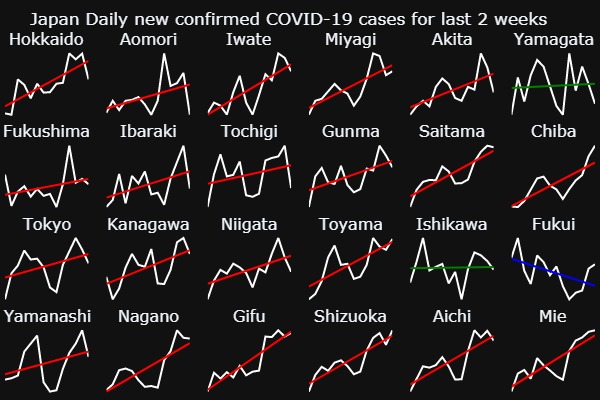 Japan Daily new confirmed COVID-19 cases for last 2 weeks
Hokkaido Aomori Iwate Miyagi Akita Yamagata
Fukushima Ibaraki Tochigi Gunma Saitama Chiba
Tokyo Kanagawa Niigata Toyama Ishikawa Fukui
Yamanashi Nagano Gifu Shizuoka Aichi Mie